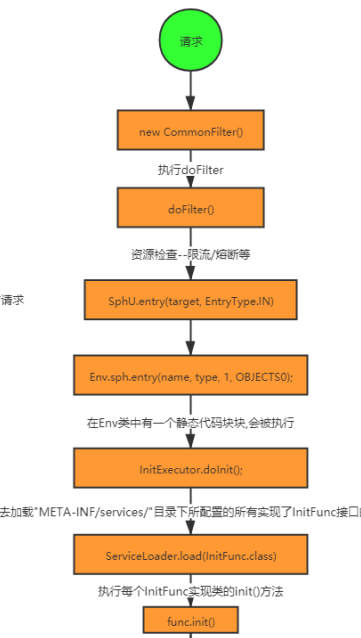 请求
new CommonFilter()
执行doFilter
doFilter()
资源检查--限流/熔断等
SphU.entry(target, EntryType.IN)
请求
Env.sph.entry(name, type, 1, OBJECTS0);
在Env类中有一个静态代码块块,会被执行
InitExecutor.doInit();
去加载"META-INF/services/"目录下所配置的所有实现了InitFunc接口
ServiceLoader.load(InitFunc.class)
执行每个InitFunc实现类的init()方法
func.init()